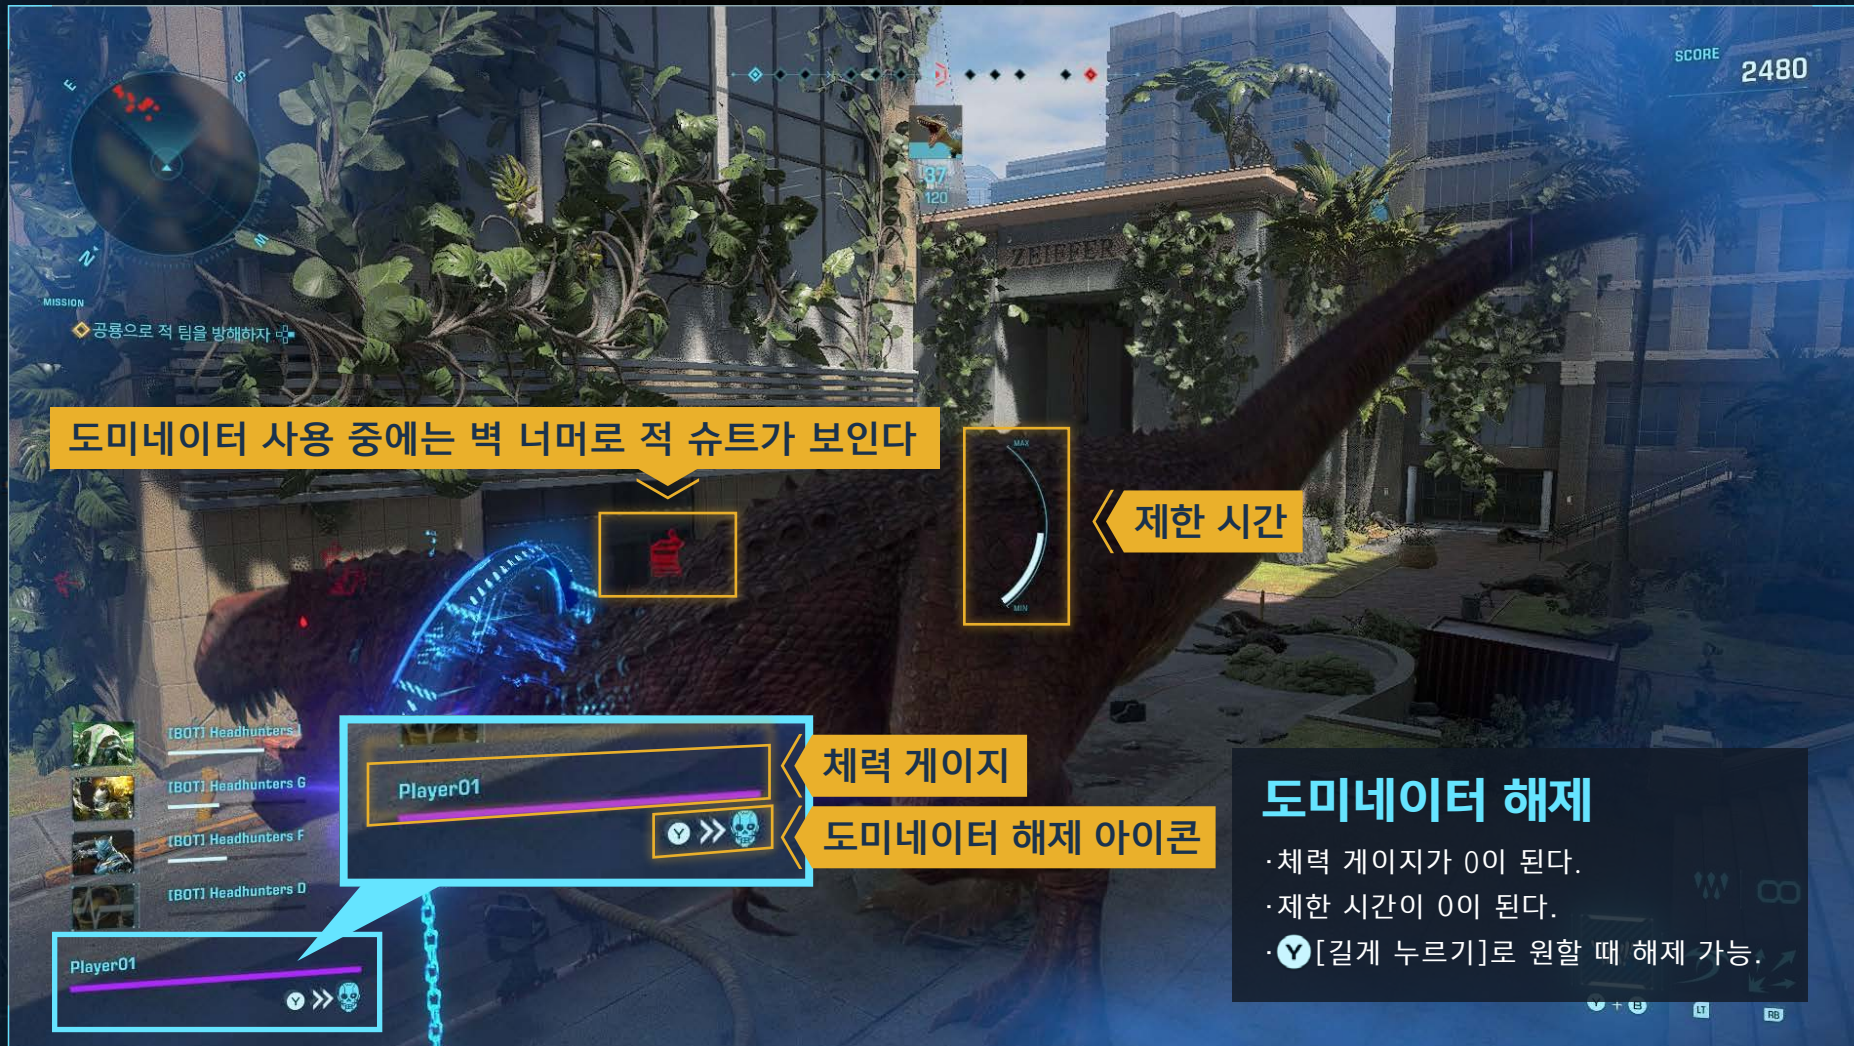 SCORE
2480
E
S
N
W
37
120
ZEIFFER
MISSION
공룡으로 적 팀을 방해하자
도미네이터 사용 중에는 벽 너머로 적 슈트가 보인다
MAX
제한 시간
MIN
[BOT] Headhunters I
[BOT] Headhunters G
[BOT] Headhunters F
[BOT] Headhunters D
Player01
체력 게이지
Y
도미네이터 해제 아이콘
Player01
Y
도미네이터 해제
·체력 게이지가 0이 된다.
·제한 시간이 0이 된다.
·Y[길게 누르기]로 원할 때 해제 가능.
Y + B
LT
RB